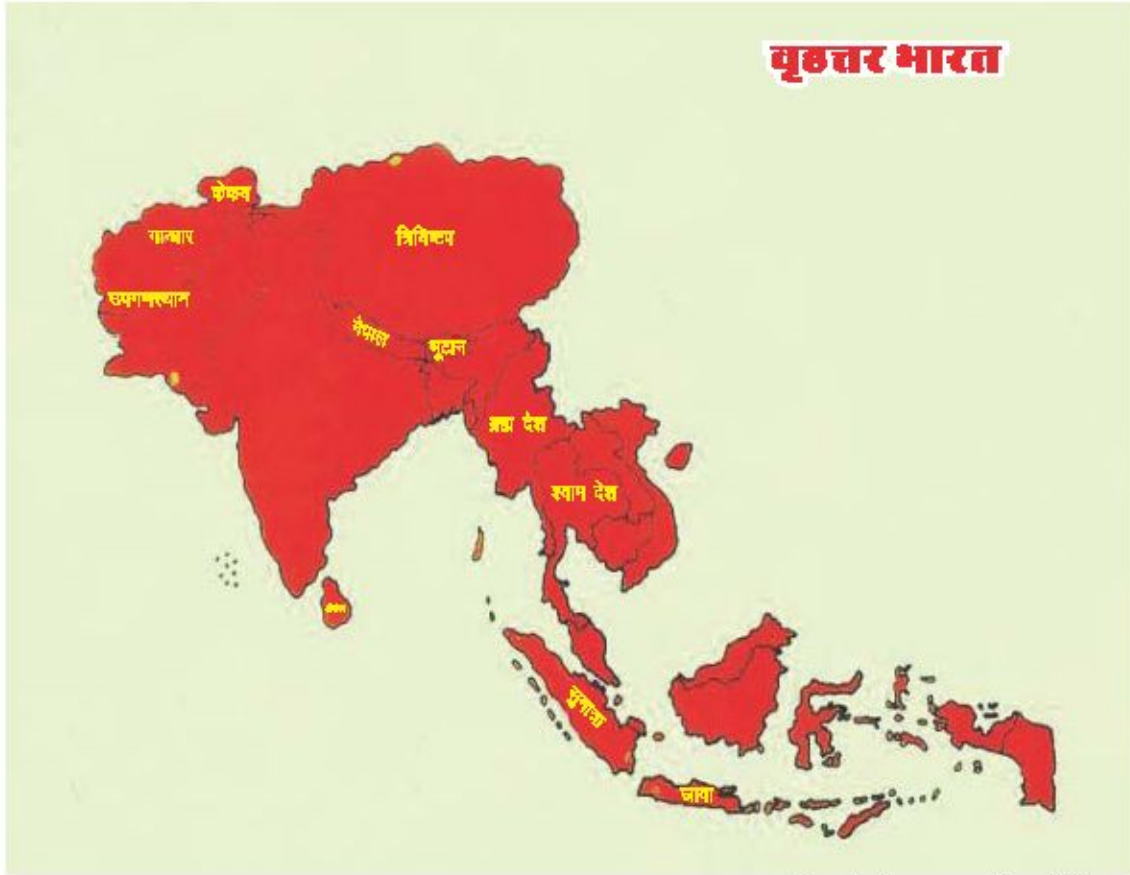 वृहत्तर भारत
कैकय
गान्धार
त्रिविष्टप
उपगणस्थान
नेपाल
भूटान
ब्रह्म देश
श्याम देश
सुमात्रा
जावा